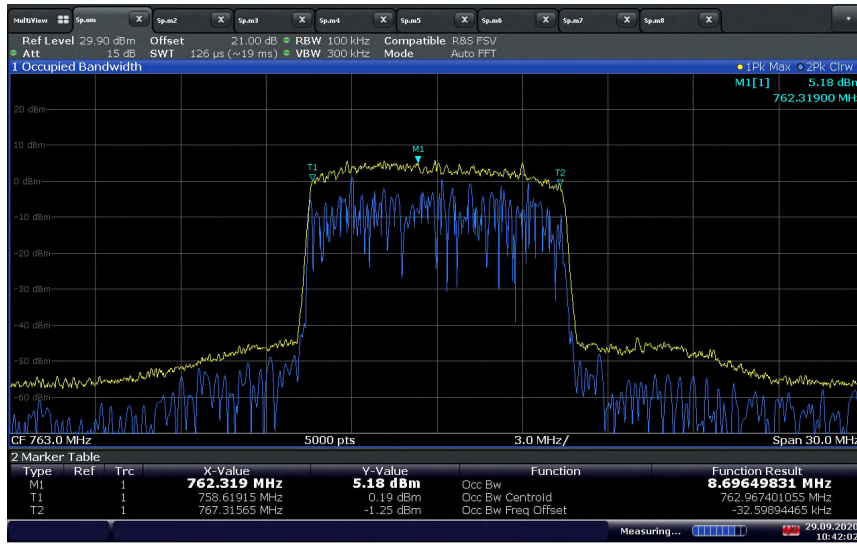 MultiView Sp.um X Sp.m2 X Sp.m3 X Sp.m4 X Sp.m5 X Sp.m6 X Sp.m7 X Sp.m8 X
Ref Level 29.90 dBm Offset 21.00 dB RBW 100 kHz Compatible R&S FSV
Att 15 dB SWT 126 µs (~19 ms) VBW 300 kHz Mode Auto FFT
1 Occupied Bandwidth 1Pk Max 2Pk Clrw
M1[1] 5.18 dBm
762.31900 MHz
20 dBm
10 dBm
M1
T1
T2
0 dBm
-10 dBm
-20 dBm
-30 dBm
-40 dBm
-50 dBm
-60 dBm
CF 763.0 MHz 5000 pts 3.0 MHz/ Span 30.0 MHz
2 Marker Table
Type Ref Trc X-Value Y-Value Function Function Result
M1 1 762.319 MHz 5.18 dBm Occ Bw 8.69649831 MHz
T1 1 758.61915 MHz 0.19 dBm Occ Bw Centroid 762.967401055 MHz
T2 1 767.31565 MHz -1.25 dBm Occ Bw Freq Offset -32.59894465 kHz
Measuring... 29.09.2020
10:42:02